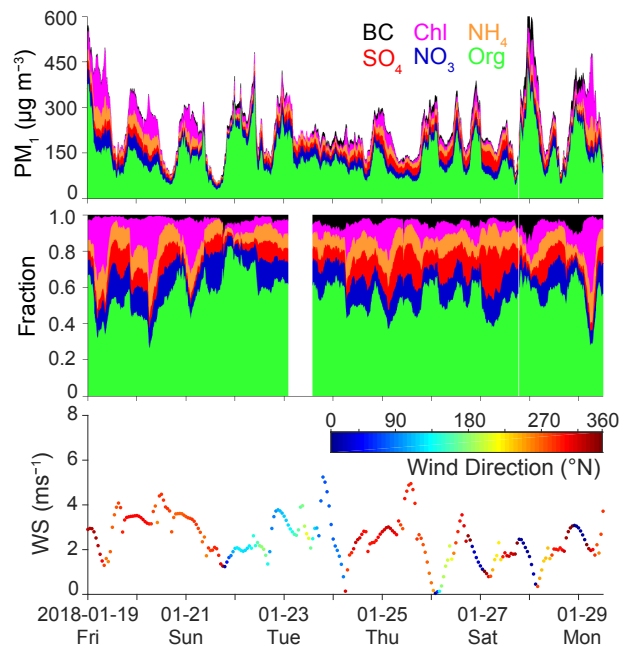 600
450
300
150
0
PM₁ (µg m⁻³)
BC Chl NH₄
SO₄ NO₃ Org
1.0
0.8
0.6
0.4
0.2
0
Fraction
8
6
4
2
0
WS (ms⁻¹)
0 90 180 270 360
Wind Direction (°N)
2018-01-19 01-21 01-23 01-25 01-27 01-29
Fri Sun Tue Thu Sat Mon